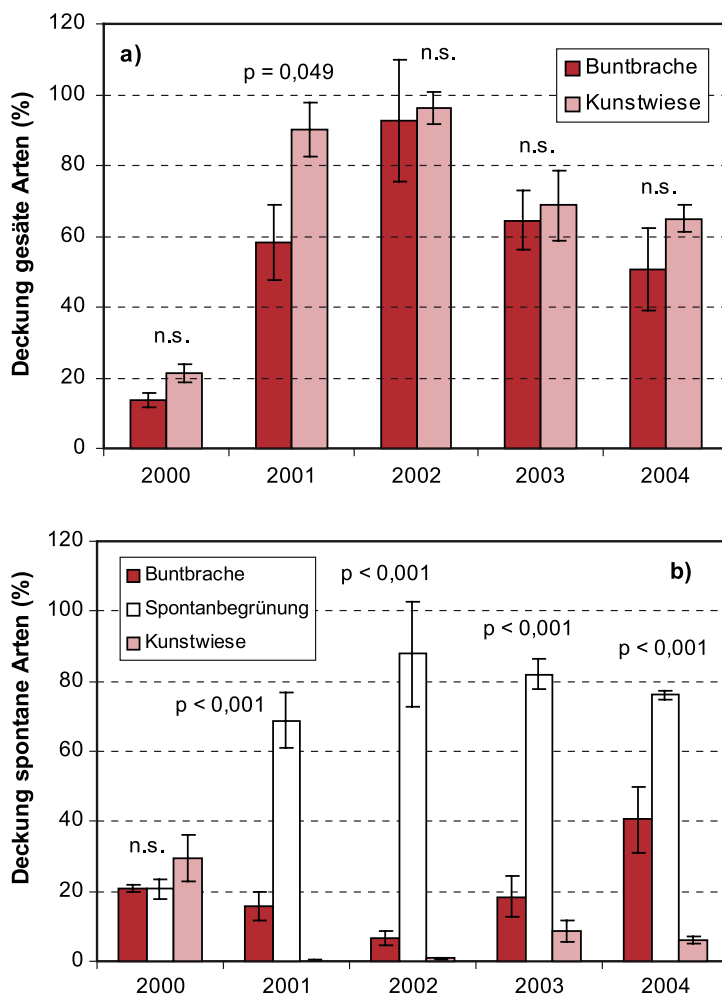 a)
Deckung gesäte Arten (%)
120
100
80
60
40
20
0
n.s.
p = 0,049
n.s.
n.s.
n.s.
Buntbrache
Kunstwiese
2000 2001 2002 2003 2004
b)
Deckung spontane Arten (%)
120
100
80
60
40
20
0
Buntbrache
Spontanbegrünung
Kunstwiese
n.s.
p < 0,001
p < 0,001
p < 0,001
p < 0,001
2000 2001 2002 2003 2004